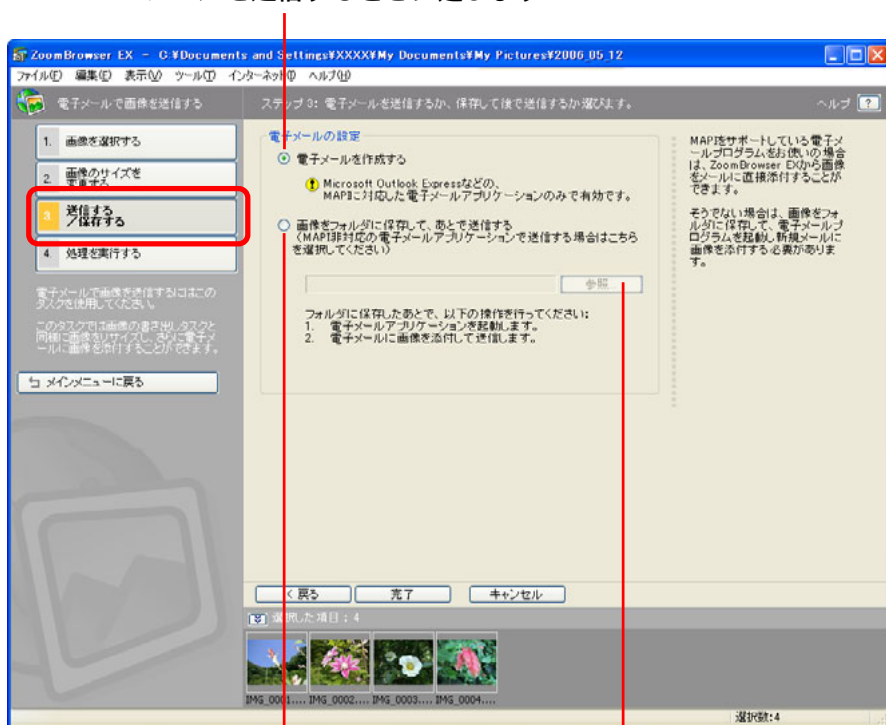 ZoomBrowser EX - C:¥Documents and Settings¥XXXX¥My Documents¥My Pictures¥2006_05_12
ファイル(F) 編集(E) 表示(V) ツール(T) インターネット(I) ヘルプ(H)
電子メールで画像を送信する
ステップ 3: 電子メールを送信するか、保存して後で送信するか選びます。
ヘルプ ?
1. 画像を選択する
2. 画像のサイズを
変更する
3. 送信する
／保存する
4. 処理を実行する
電子メールで画像を送信するにはこの
タスクを使用してください。
このタスクでは画像の書き出しタスクと
同様に画像をリサイズし、さらに電子メ
ールに画像を添付することができます。
メインメニューに戻る
電子メールの設定
電子メールを作成する
Microsoft Outlook Expressなどの、
MAPIに対応した電子メールアプリケーションのみで有効です。
画像をフォルダに保存して、あとで送信する
（MAPI非対応の電子メールアプリケーションで送信する場合はこちら
を選択してください）
参照...
フォルダに保存したあとで、以下の操作を行ってください:
1. 電子メールアプリケーションを起動します。
2. 電子メールに画像を添付して送信します。
MAPIをサポートしている電子メ
ールプログラムをお使いの場合
は、ZoomBrowser EXから画像
をメールに直接添付することが
できます。
そうでない場合は、画像をフォ
ルダに保存して、電子メールプ
ログラムを起動し新規メールに
画像を添付する必要がありま
す。
< 戻る
完了
キャンセル
選択した項目 : 4
IMG_0001.... IMG_0002.... IMG_0003.... IMG_0004....
選択数:4